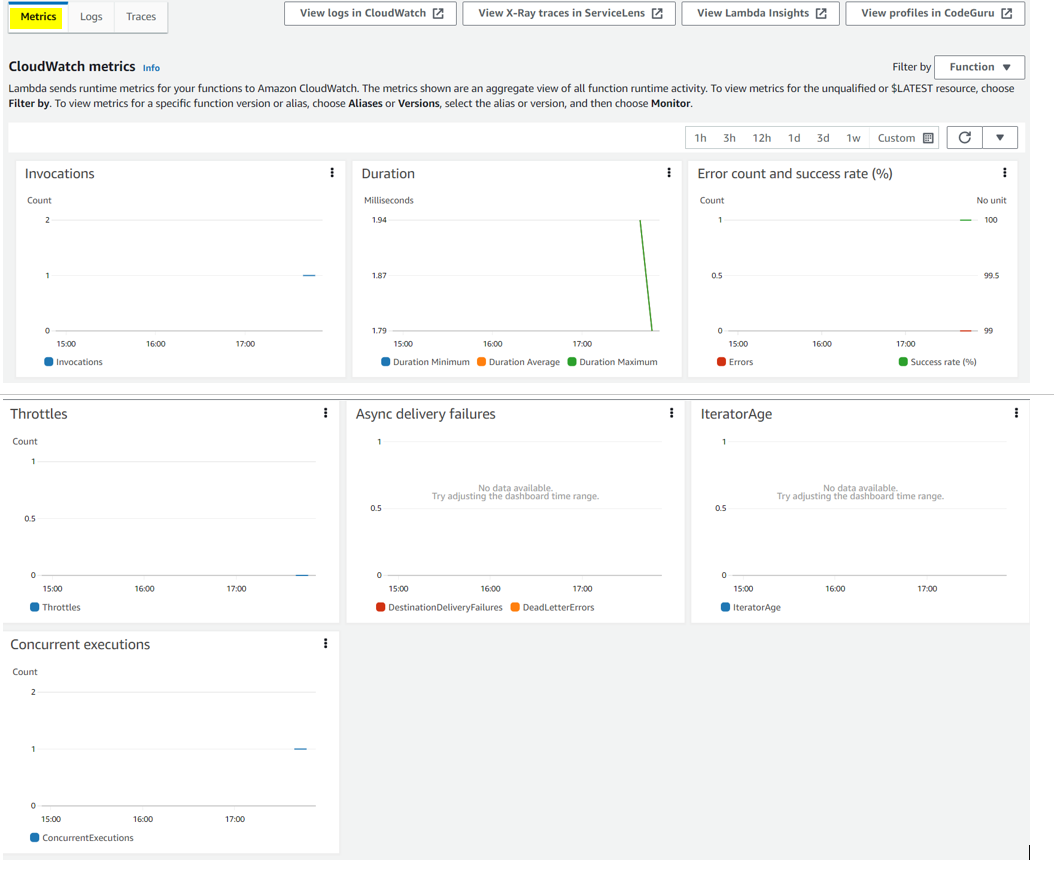 Metrics
Logs
Traces
View logs in CloudWatch
View X-Ray traces in ServiceLens
View Lambda Insights
View profiles in CodeGuru
CloudWatch metrics Info
Filter by Function
Lambda sends runtime metrics for your functions to Amazon CloudWatch. The metrics shown are an aggregate view of all function runtime activity. To view metrics for the unqualified or $LATEST resource, choose
Filter by. To view metrics for a specific function version or alias, choose Aliases or Versions, select the alias or version, and then choose Monitor.
1h 3h 12h 1d 3d 1w Custom
Invocations
Count
2
1
0
15:00 16:00 17:00
Invocations
Duration
Milliseconds
1.94
1.87
1.79
15:00 16:00 17:00
Duration Minimum Duration Average Duration Maximum
Error count and success rate (%)
Count No unit
1 100
0.5 99.5
0 99
15:00 16:00 17:00
Errors Success rate (%)
Throttles
Count
1
0.5
0
15:00 16:00 17:00
Throttles
Async delivery failures
1
No data available.
Try adjusting the dashboard time range.
0.5
0
15:00 16:00 17:00
DestinationDeliveryFailures DeadLetterErrors
IteratorAge
1
No data available.
Try adjusting the dashboard time range.
0.5
0
15:00 16:00 17:00
IteratorAge
Concurrent executions
Count
2
1
0
15:00 16:00 17:00
ConcurrentExecutions